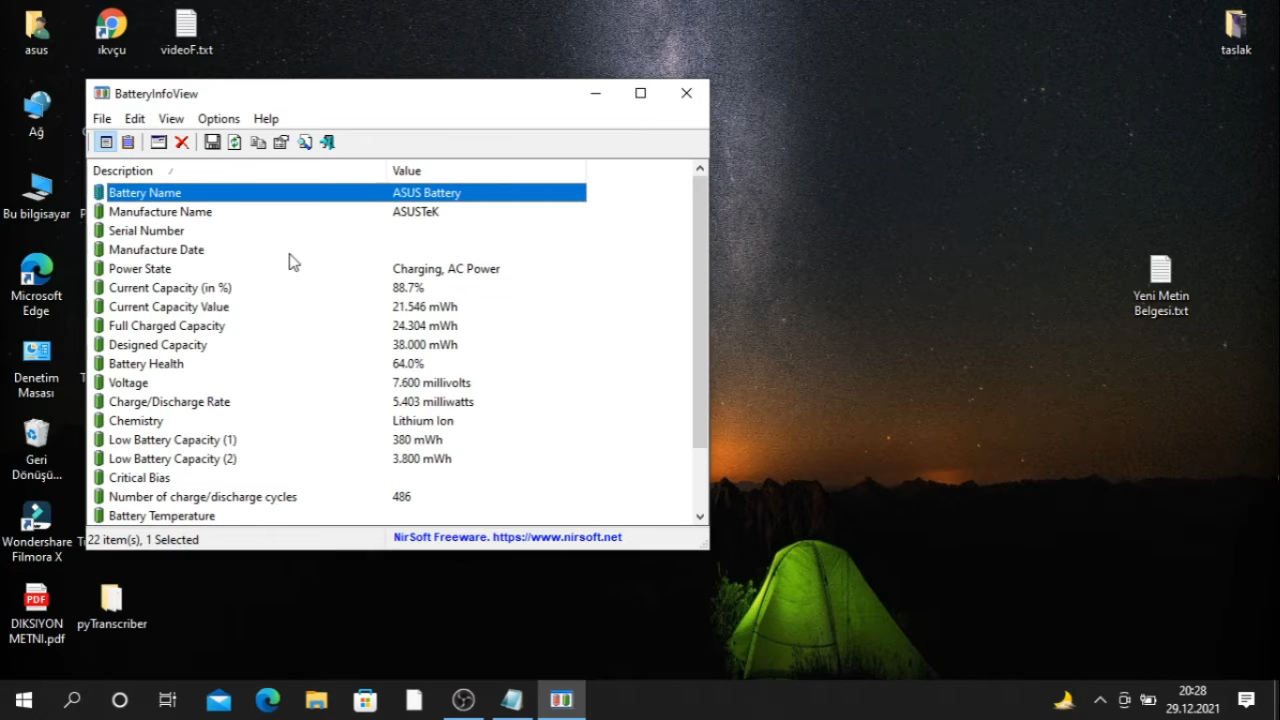 asus
ıkvçu
videoF.txt
taslak
Ağ
Bu bilgisayar
Microsoft
Edge
Denetim
Masası
Geri
Dönüşü...
Wondershare
Filmora X
DIKSIYON
METNI.pdf
pyTranscriber
Yeni Metin
Belgesi.txt
BatteryInfoView
File Edit View Options Help
Description Value
Battery Name ASUS Battery
Manufacture Name ASUSTeK
Serial Number
Manufacture Date
Power State Charging, AC Power
Current Capacity (in %) 88.7%
Current Capacity Value 21.546 mWh
Full Charged Capacity 24.304 mWh
Designed Capacity 38.000 mWh
Battery Health 64.0%
Voltage 7.600 millivolts
Charge/Discharge Rate 5.403 milliwatts
Chemistry Lithium Ion
Low Battery Capacity (1) 380 mWh
Low Battery Capacity (2) 3.800 mWh
Critical Bias
Number of charge/discharge cycles 486
Battery Temperature
22 item(s), 1 Selected NirSoft Freeware. https://www.nirsoft.net
PDF
20:28
29.12.2021